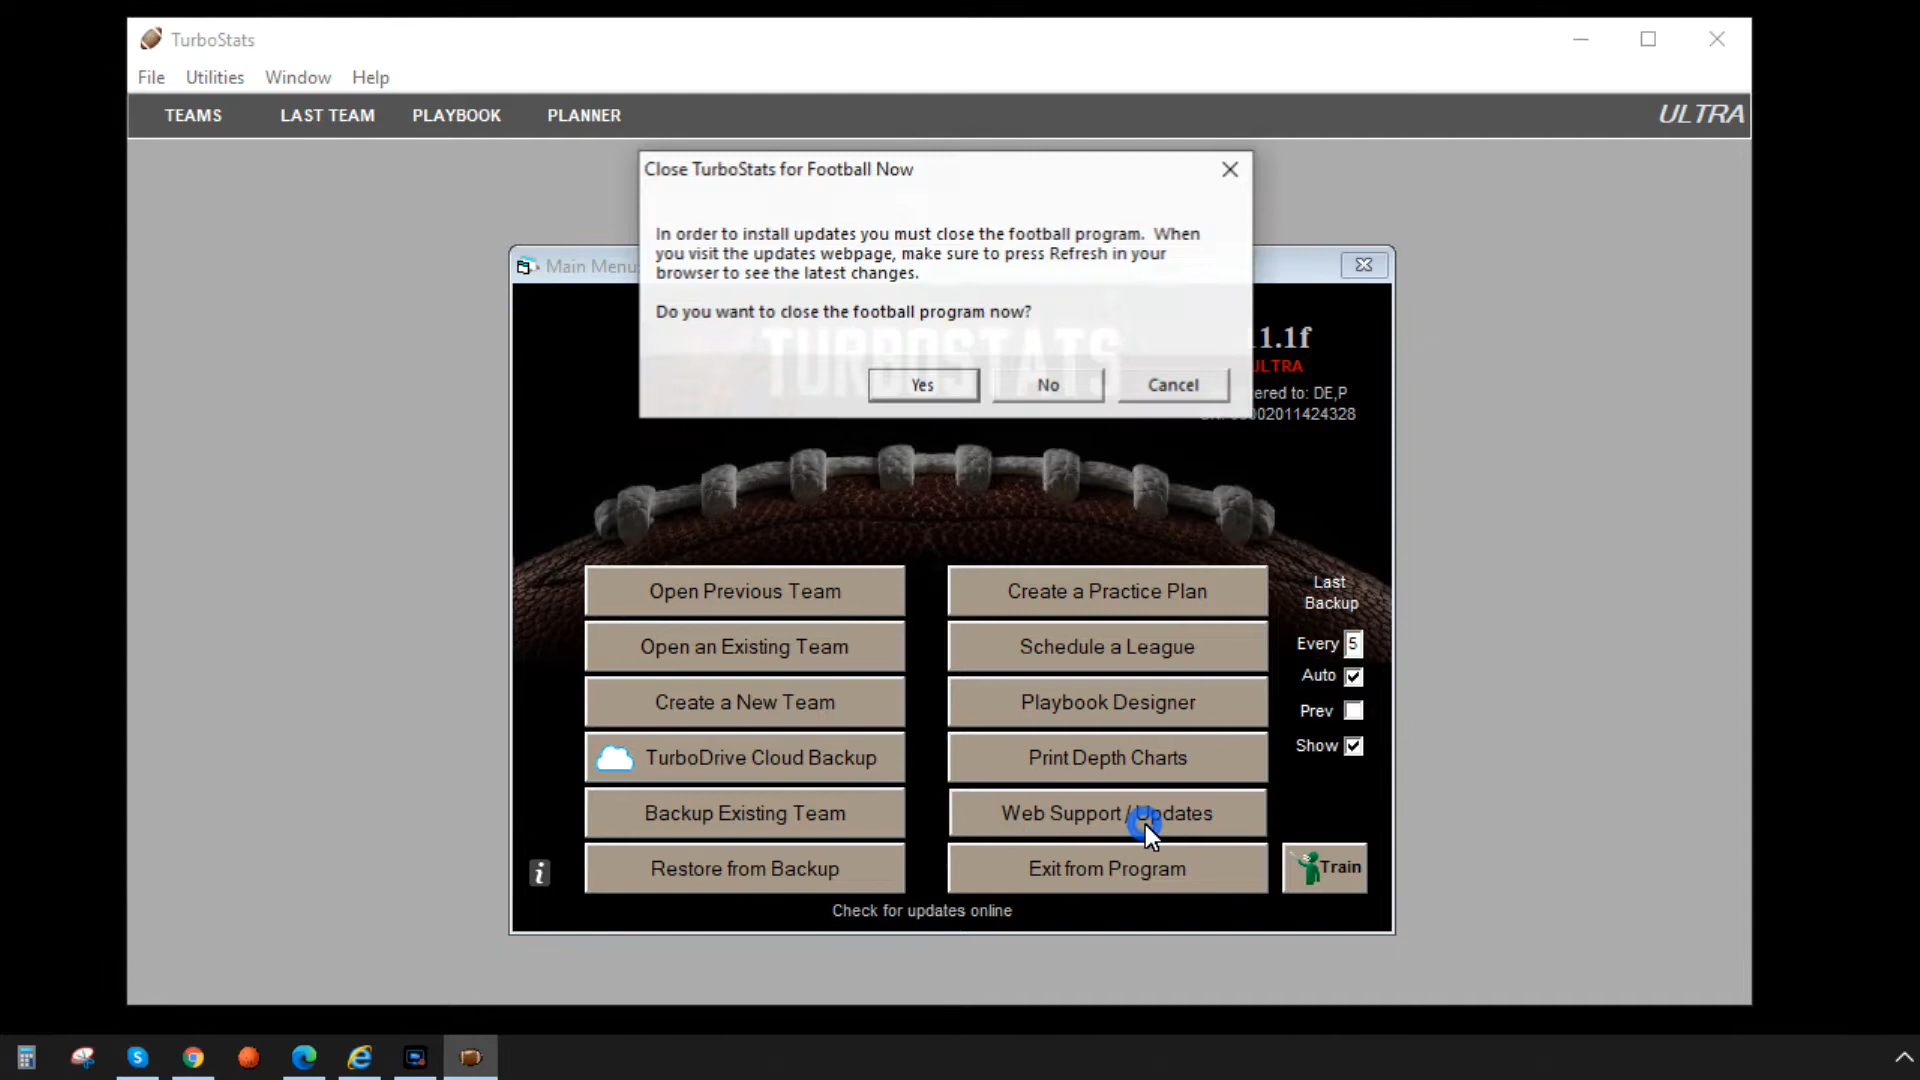 TurboStats
File Utilities Window Help
TEAMS LAST TEAM PLAYBOOK PLANNER ULTRA
Close TurboStats for Football Now
In order to install updates you must close the football program. When
you visit the updates webpage, make sure to press Refresh in your
browser to see the latest changes.
Do you want to close the football program now?
Yes No Cancel
Main Menu
TURBOSTATS
11.1f
ULTRA
ered to: DE,P
02011424328
Open Previous Team
Open an Existing Team
Create a New Team
TurboDrive Cloud Backup
Backup Existing Team
Restore from Backup
Create a Practice Plan
Schedule a League
Playbook Designer
Print Depth Charts
Web Support / Updates
Exit from Program
Last
Backup
Every 5
Auto
Prev
Show
Train
Check for updates online